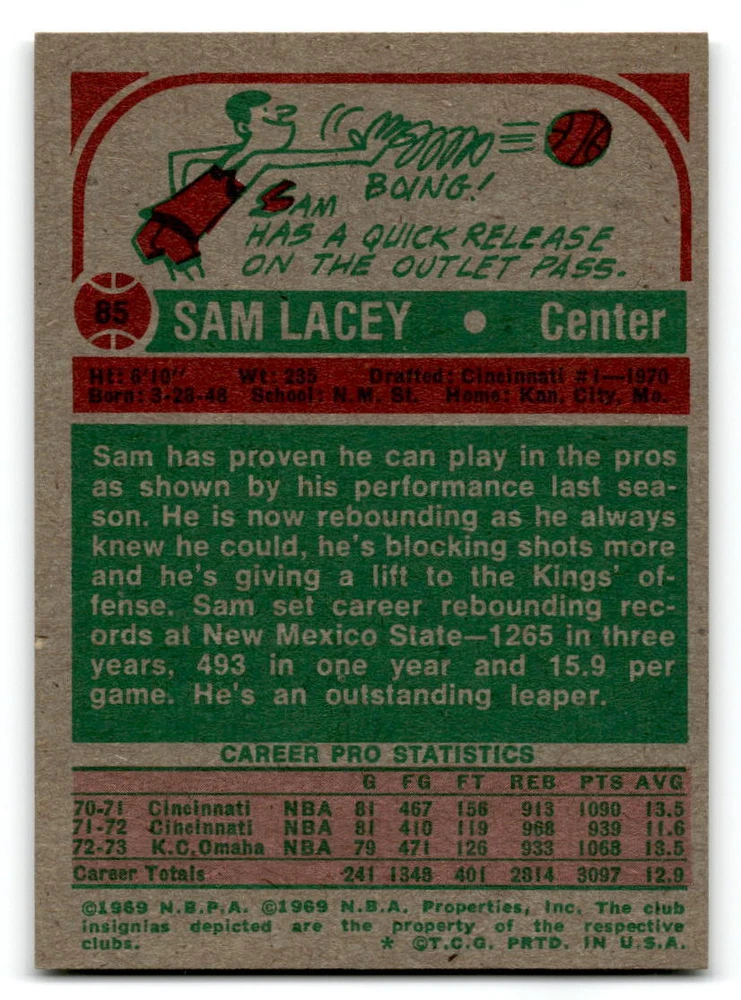 BOING!
SAM
HAS A QUICK RELEASE
ON THE OUTLET PASS.
85 SAM LACEY • Center
Ht: 6'10" Wt: 235 Drafted: Cincinnati #1—1970
Born: 3-28-48 School: N.M. St. Home: Kan. City, Mo.
Sam has proven he can play in the pros
as shown by his performance last sea-
son. He is now rebounding as he always
knew he could, he's blocking shots more
and he's giving a lift to the Kings' of-
fense. Sam set career rebounding rec-
ords at New Mexico State—1265 in three
years, 493 in one year and 15.9 per
game. He's an outstanding leaper.
CAREER PRO STATISTICS
G FG FT REB PTS AVG
70-71 Cincinnati NBA 81 467 156 913 1090 13.5
71-72 Cincinnati NBA 81 410 119 968 939 11.6
72-73 K.C.Omaha NBA 79 471 126 933 1068 13.5
Career Totals 241 1348 401 2814 3097 12.9
©1969 N.B.P.A. ©1969 N.B.A. Properties, Inc. The club
insignias depicted are the property of the respective
clubs. * ©T.C.G. PRTD. IN U.S.A.